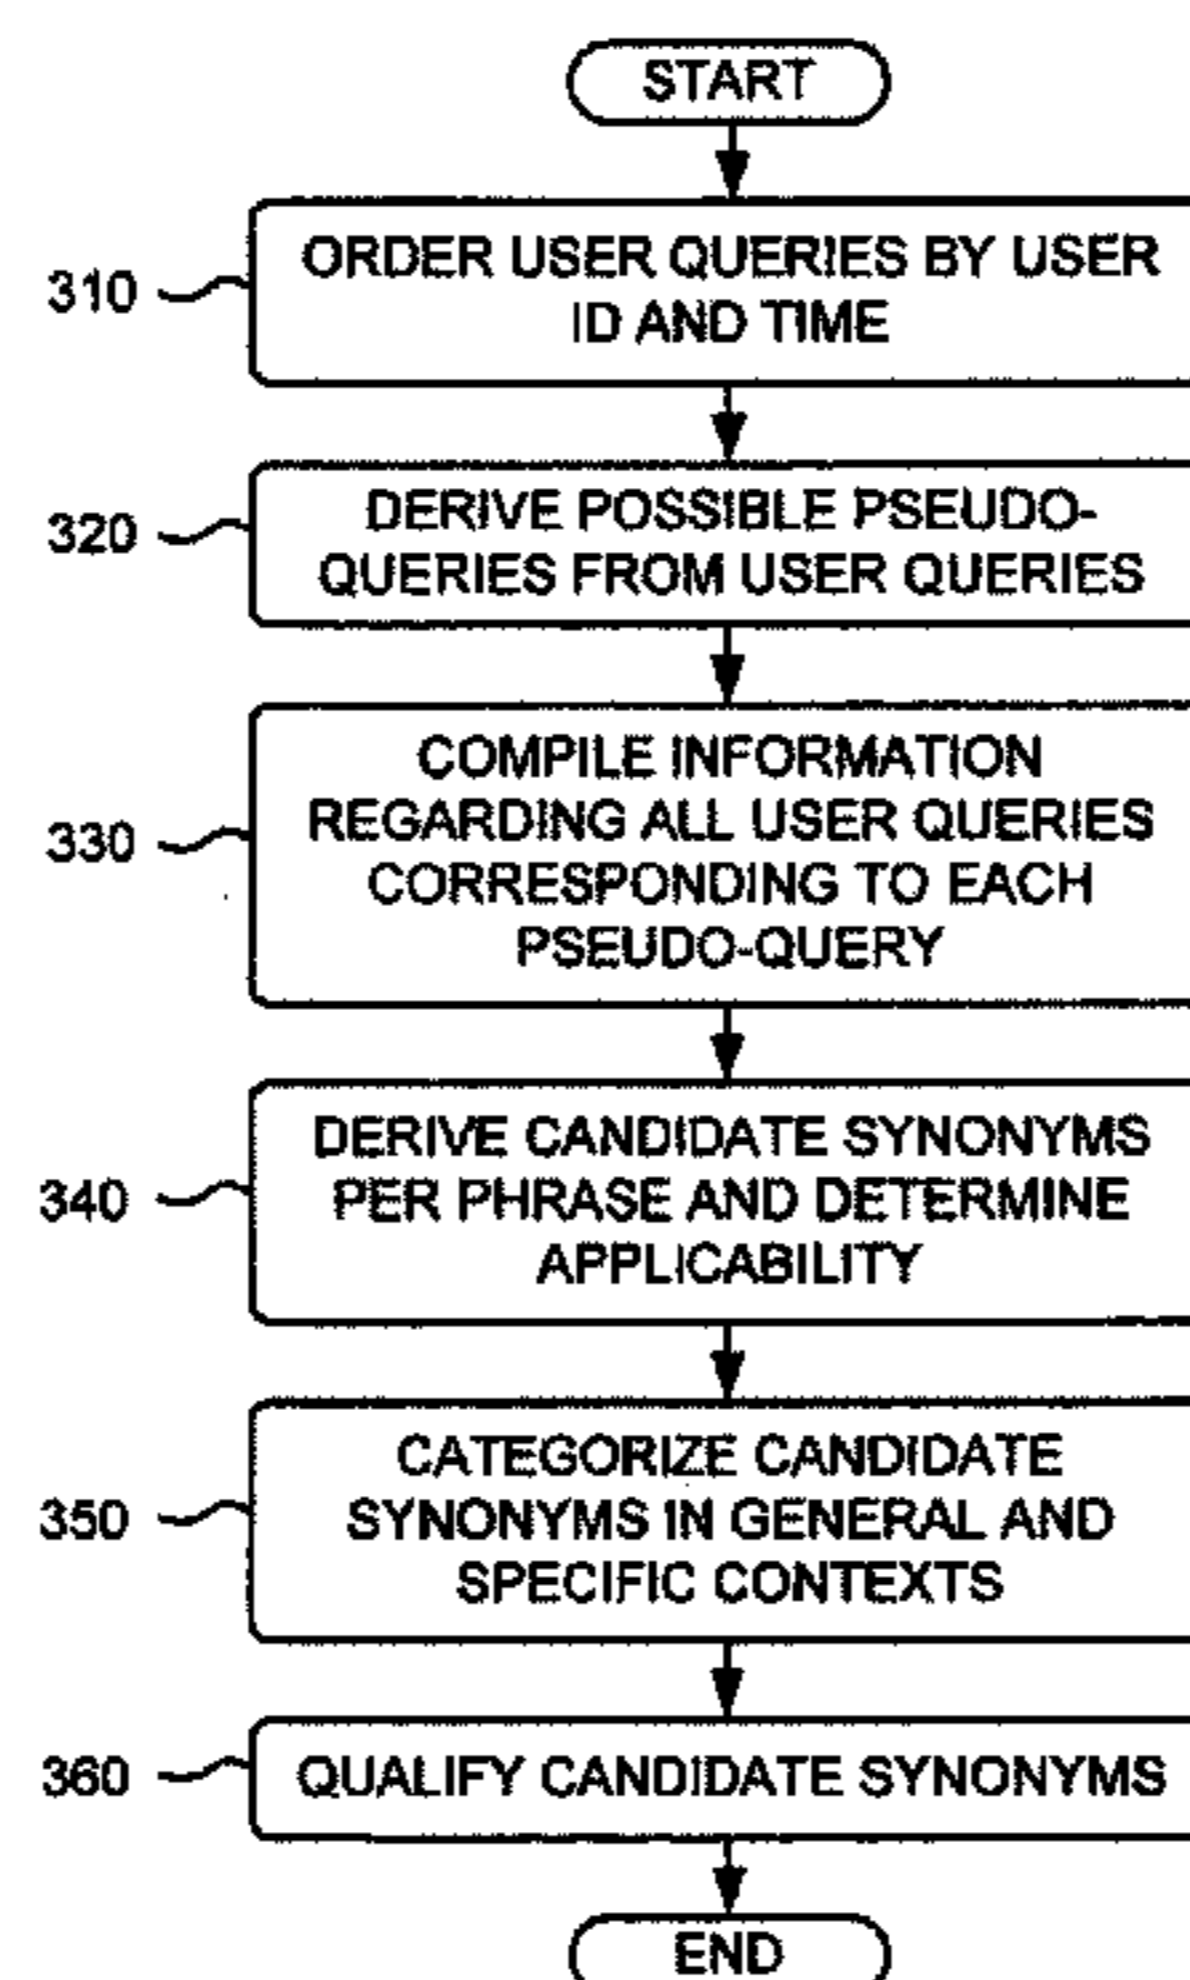 START
310
ORDER USER QUERIES BY USER
ID AND TIME
320
DERIVE POSSIBLE PSEUDO-
QUERIES FROM USER QUERIES
330
COMPILE INFORMATION
REGARDING ALL USER QUERIES
CORRESPONDING TO EACH
PSEUDO-QUERY
340
DERIVE CANDIDATE SYNONYMS
PER PHRASE AND DETERMINE
APPLICABILITY
350
CATEGORIZE CANDIDATE
SYNONYMS IN GENERAL AND
SPECIFIC CONTEXTS
360
QUALIFY CANDIDATE SYNONYMS
END